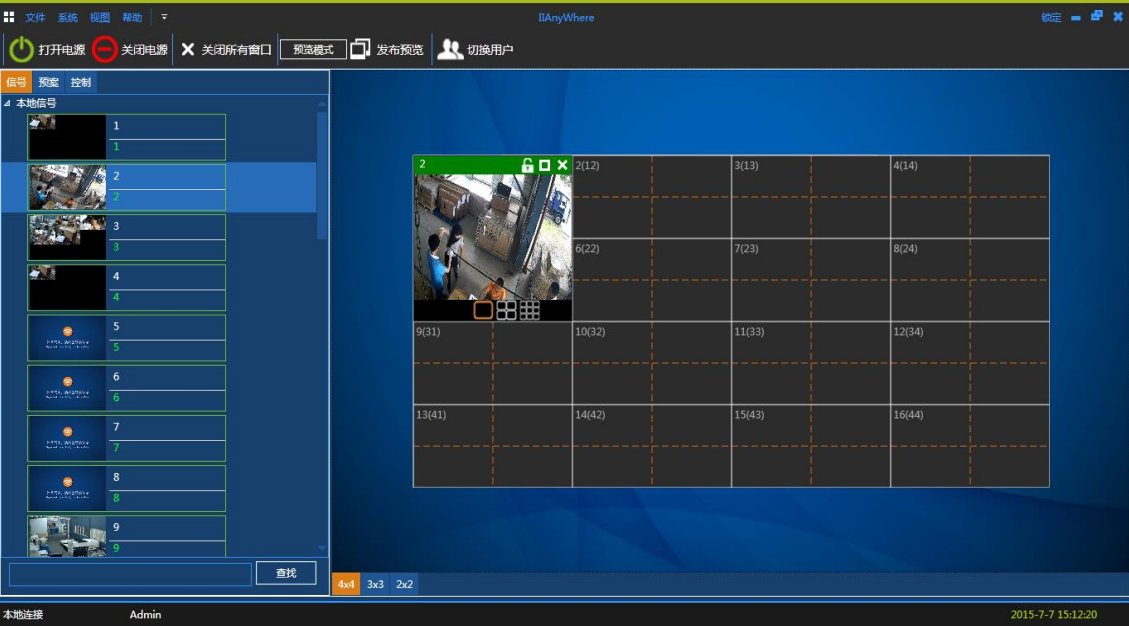 文件 系统 视图 帮助 IIAnyWhere 锁定
打开电源 关闭电源 关闭所有窗口 预览模式 发布预览 切换用户
信号 预案 控制
本地信号
1
1
2
2
3
3
4
4
5
5
6
6
7
7
8
8
9
9
查找
2 2(12) 3(13) 4(14)
6(22) 7(23) 8(24)
9(31) 10(32) 11(33) 12(34)
13(41) 14(42) 15(43) 16(44)
4x4 3x3 2x2
本地连接 Admin 2015-7-7 15:12:20